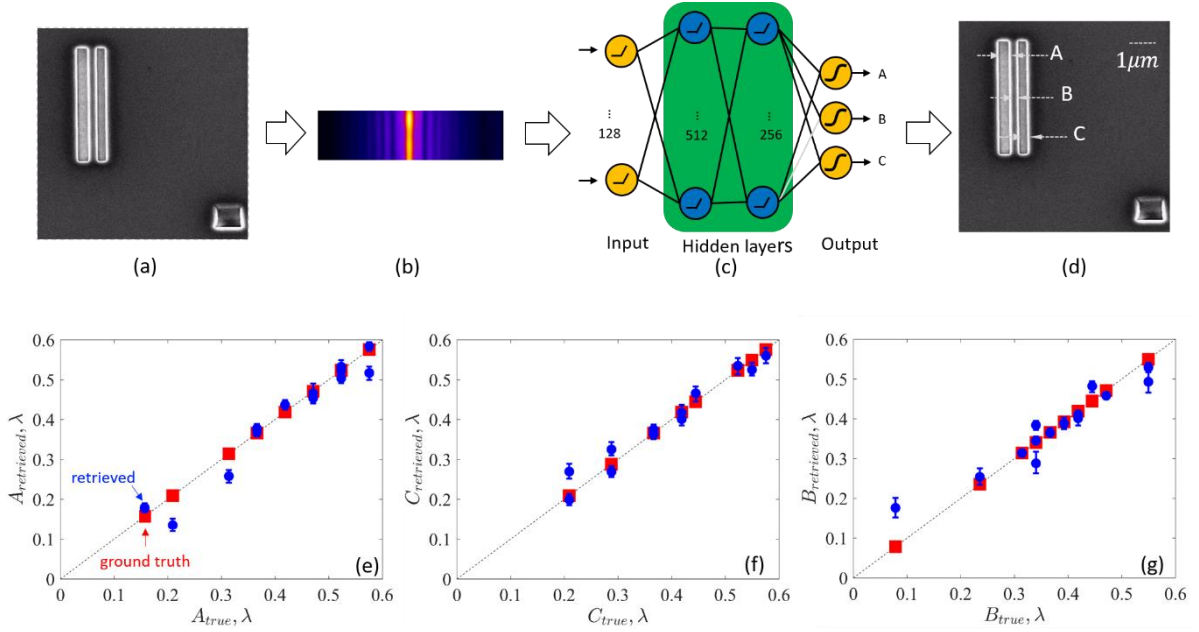 A
B
C
1μm
A
B
C
⋮
128
⋮
512
⋮
256
Input
Hidden layers
Output
(a)
(b)
(c)
(d)
0.6
0.5
0.4
0.3
0.2
0.1
0
0 0.1 0.2 0.3 0.4 0.5 0.6
A_retrieved, λ
A_true, λ
retrieved
ground truth
(e)
0.6
0.5
0.4
0.3
0.2
0.1
0
0 0.1 0.2 0.3 0.4 0.5 0.6
C_retrieved, λ
C_true, λ
(f)
0.6
0.5
0.4
0.3
0.2
0.1
0
0 0.1 0.2 0.3 0.4 0.5 0.6
B_retrieved, λ
B_true, λ
(g)